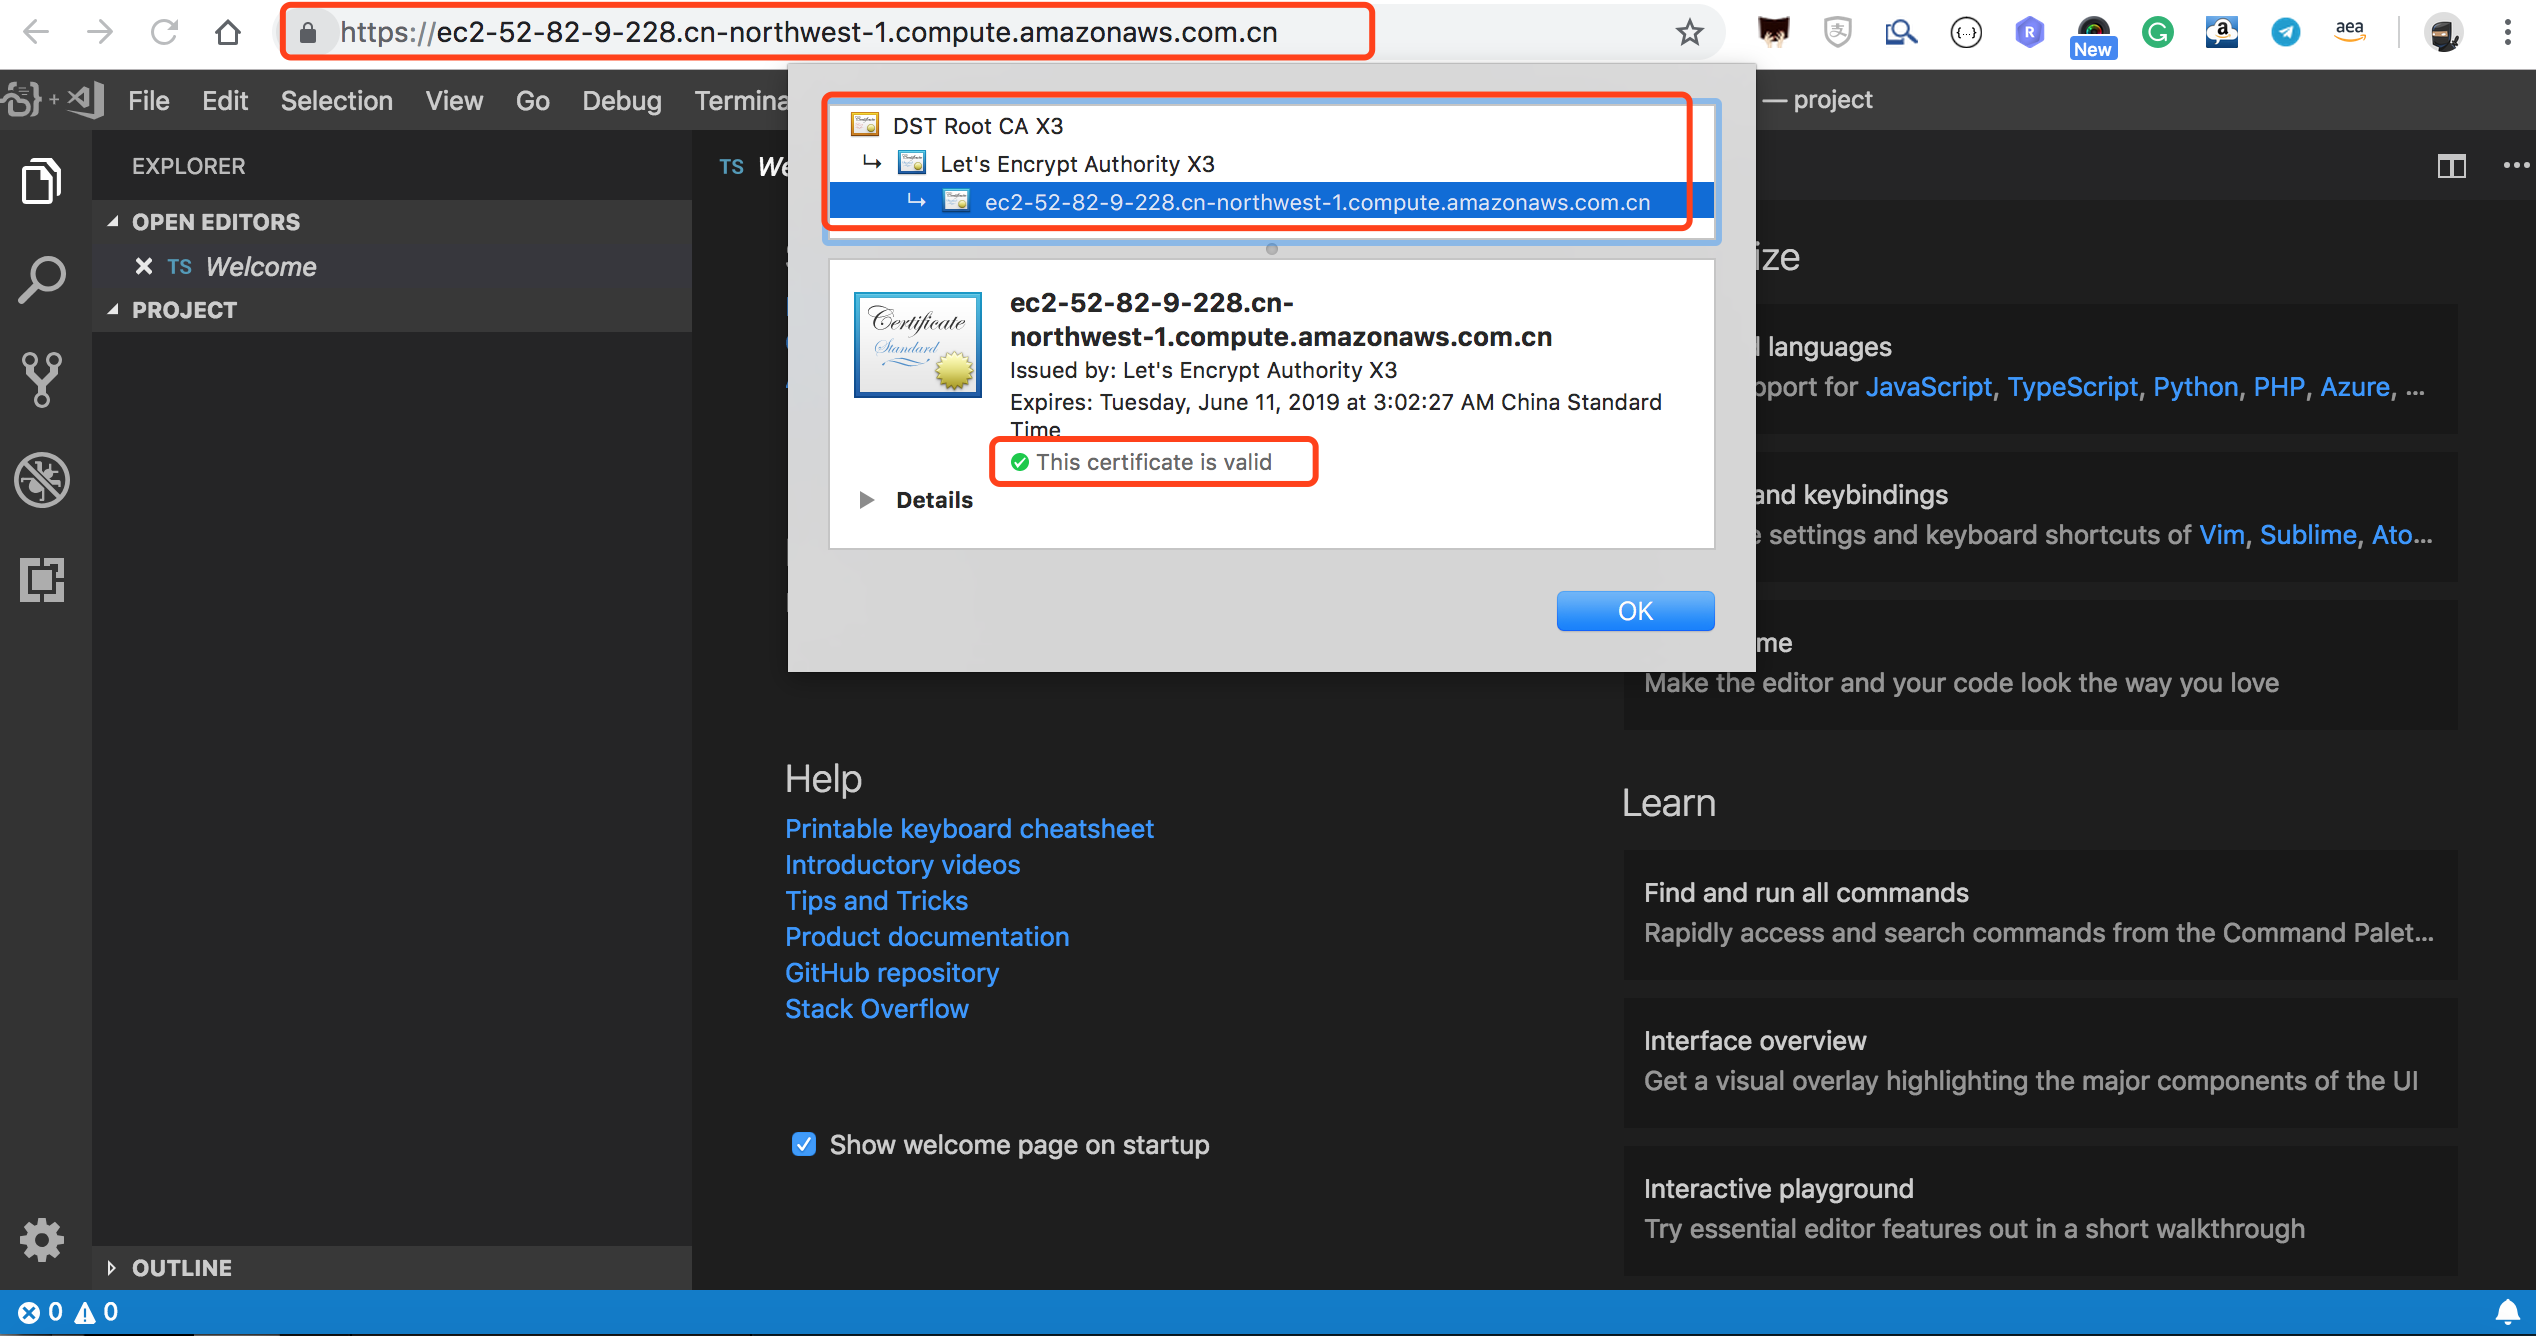 https://ec2-52-82-9-228.cn-northwest-1.compute.amazonaws.com.cn
New
aea
File Edit Selection View Go Debug Termina
— project
DST Root CA X3
Let's Encrypt Authority X3
ec2-52-82-9-228.cn-northwest-1.compute.amazonaws.com.cn
ec2-52-82-9-228.cn-
northwest-1.compute.amazonaws.com.cn
Issued by: Let's Encrypt Authority X3
Expires: Tuesday, June 11, 2019 at 3:02:27 AM China Standard
Time
This certificate is valid
Details
OK
EXPLORER
OPEN EDITORS
TS Welcome
PROJECT
OUTLINE
TS We
ize
languages
pport for JavaScript, TypeScript, Python, PHP, Azure, ...
and keybindings
e settings and keyboard shortcuts of Vim, Sublime, Ato...
me
Make the editor and your code look the way you love
Help
Printable keyboard cheatsheet
Introductory videos
Tips and Tricks
Product documentation
GitHub repository
Stack Overflow
Show welcome page on startup
Learn
Find and run all commands
Rapidly access and search commands from the Command Palet...
Interface overview
Get a visual overlay highlighting the major components of the UI
Interactive playground
Try essential editor features out in a short walkthrough
0 0